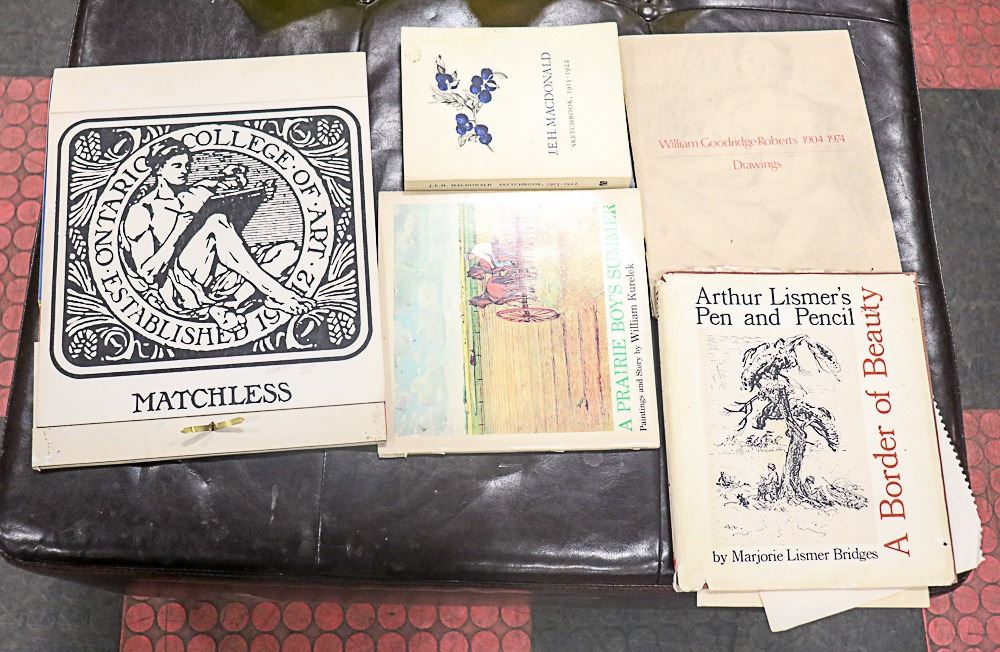 ONTARIO COLLEGE OF ART
ESTABLISHED 1912
MATCHLESS
J.E.H. MACDONALD
SKETCHBOOK, 1915-1922
J.E.H. MACDONALD SKETCHBOOK, 1915-1922
A PRAIRIE BOY'S SUMMER
Paintings and Story by William Kurelek
William Goodridge Roberts 1904-1974
Drawings
Arthur Lismer's
Pen and Pencil
A Border of Beauty
by Marjorie Lismer Bridges